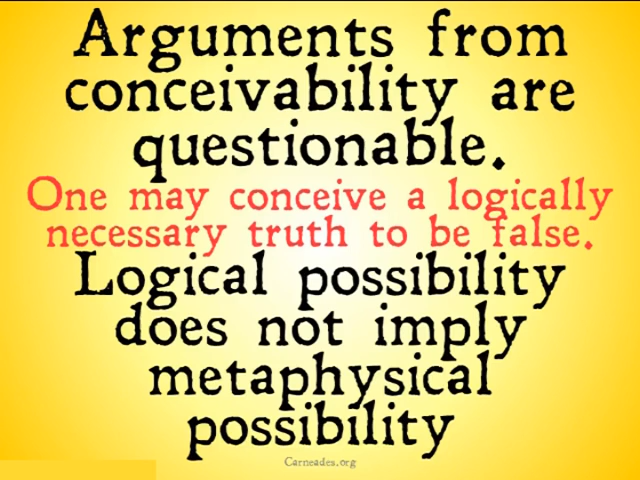 Arguments from
conceivability are
questionable.
One may conceive a logically
necessary truth to be false.
Logical possibility
does not imply
metaphysical
possibility
Carneades.org